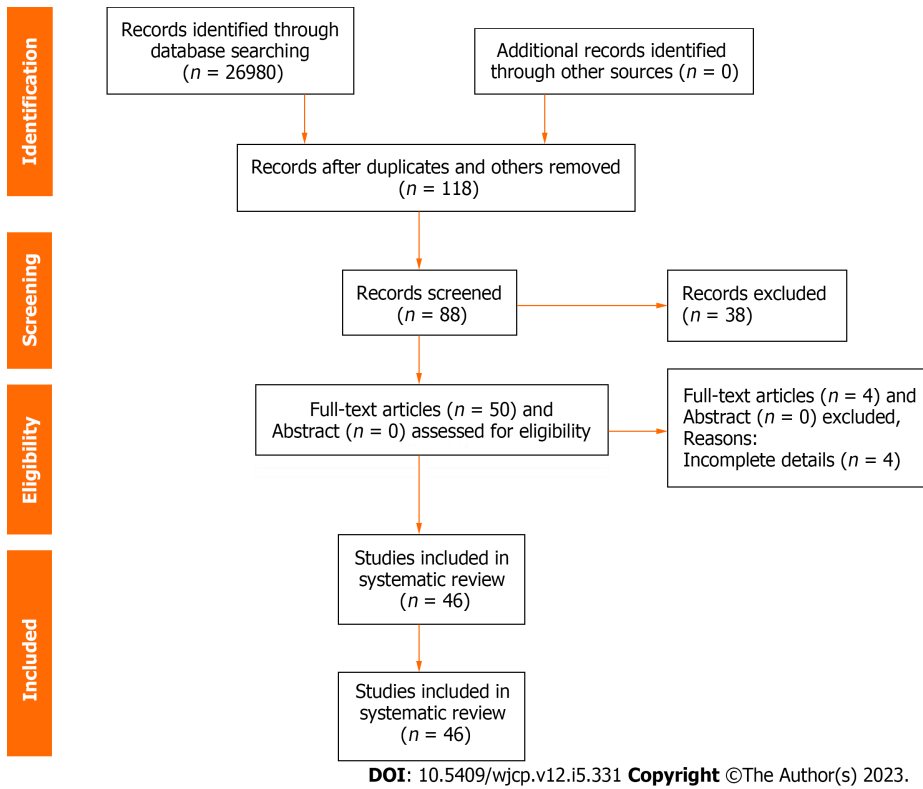 Identification
Records identified through
database searching
(n = 26980)
Additional records identified
through other sources (n = 0)
Records after duplicates and others removed
(n = 118)
Screening
Records screened
(n = 88)
Records excluded
(n = 38)
Eligibility
Full-text articles (n = 50) and
Abstract (n = 0) assessed for eligibility
Full-text articles (n = 4) and
Abstract (n = 0) excluded,
Reasons:
Incomplete details (n = 4)
Included
Studies included in
systematic review
(n = 46)
Studies included in
systematic review
(n = 46)
DOI: 10.5409/wjcp.v12.i5.331 Copyright ©The Author(s) 2023.